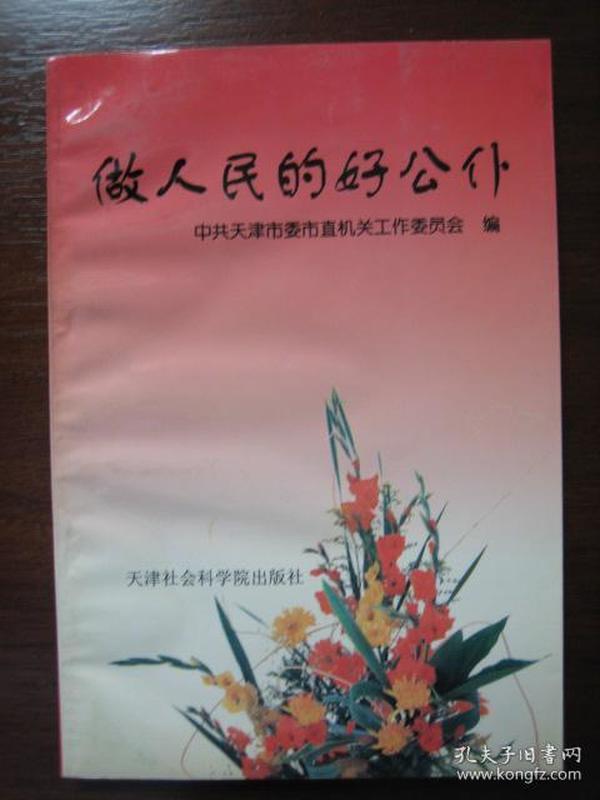 做人民的好公仆
中共天津市委市直机关工作委员会 编
天津社会科学院出版社
孔夫子旧書网
www.kongfz.com